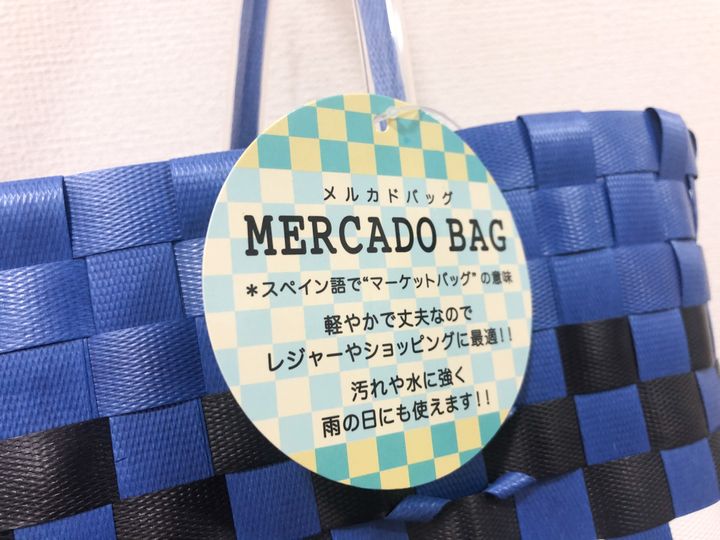 メルカドバッグ
MERCADO BAG
*スペイン語で“マーケットバッグ”の意味
軽やかで丈夫なので
レジャーやショッピングに最適!!
汚れや水に強く
雨の日にも使えます!!